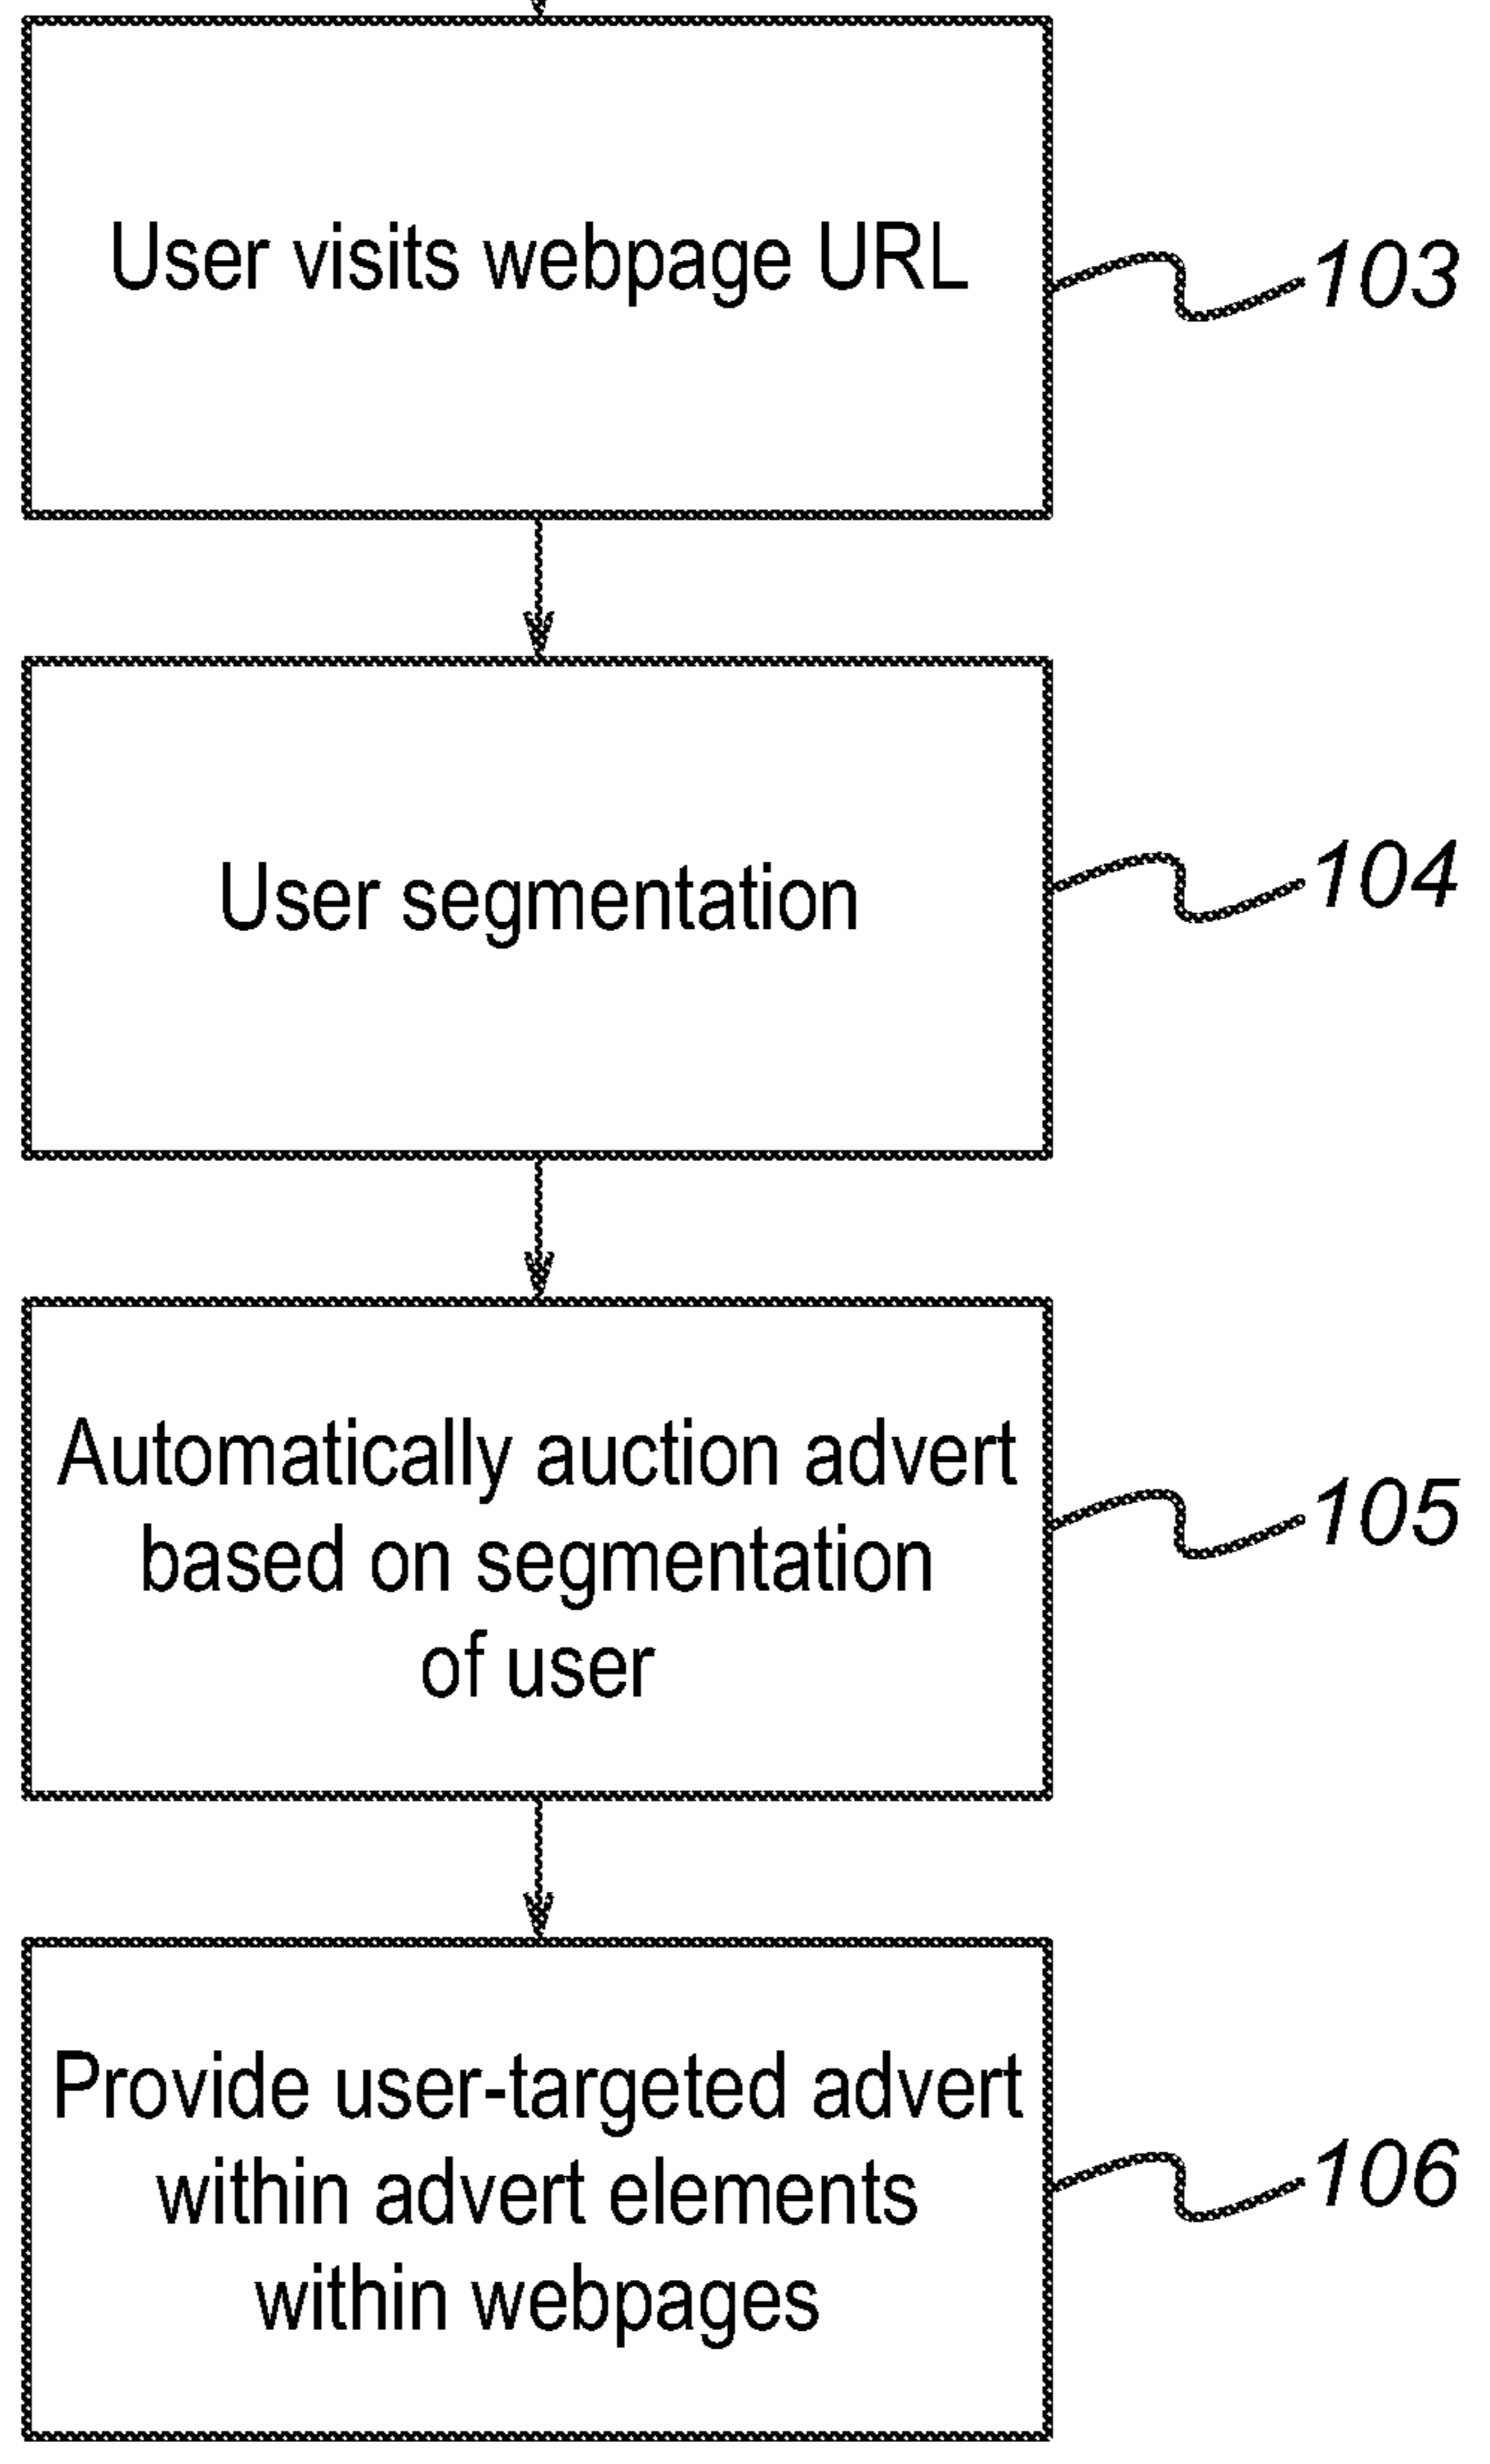 User visits webpage URL
103
User segmentation
104
Automatically auction advert
based on segmentation
of user
105
Provide user-targeted advert
within advert elements
within webpages
106